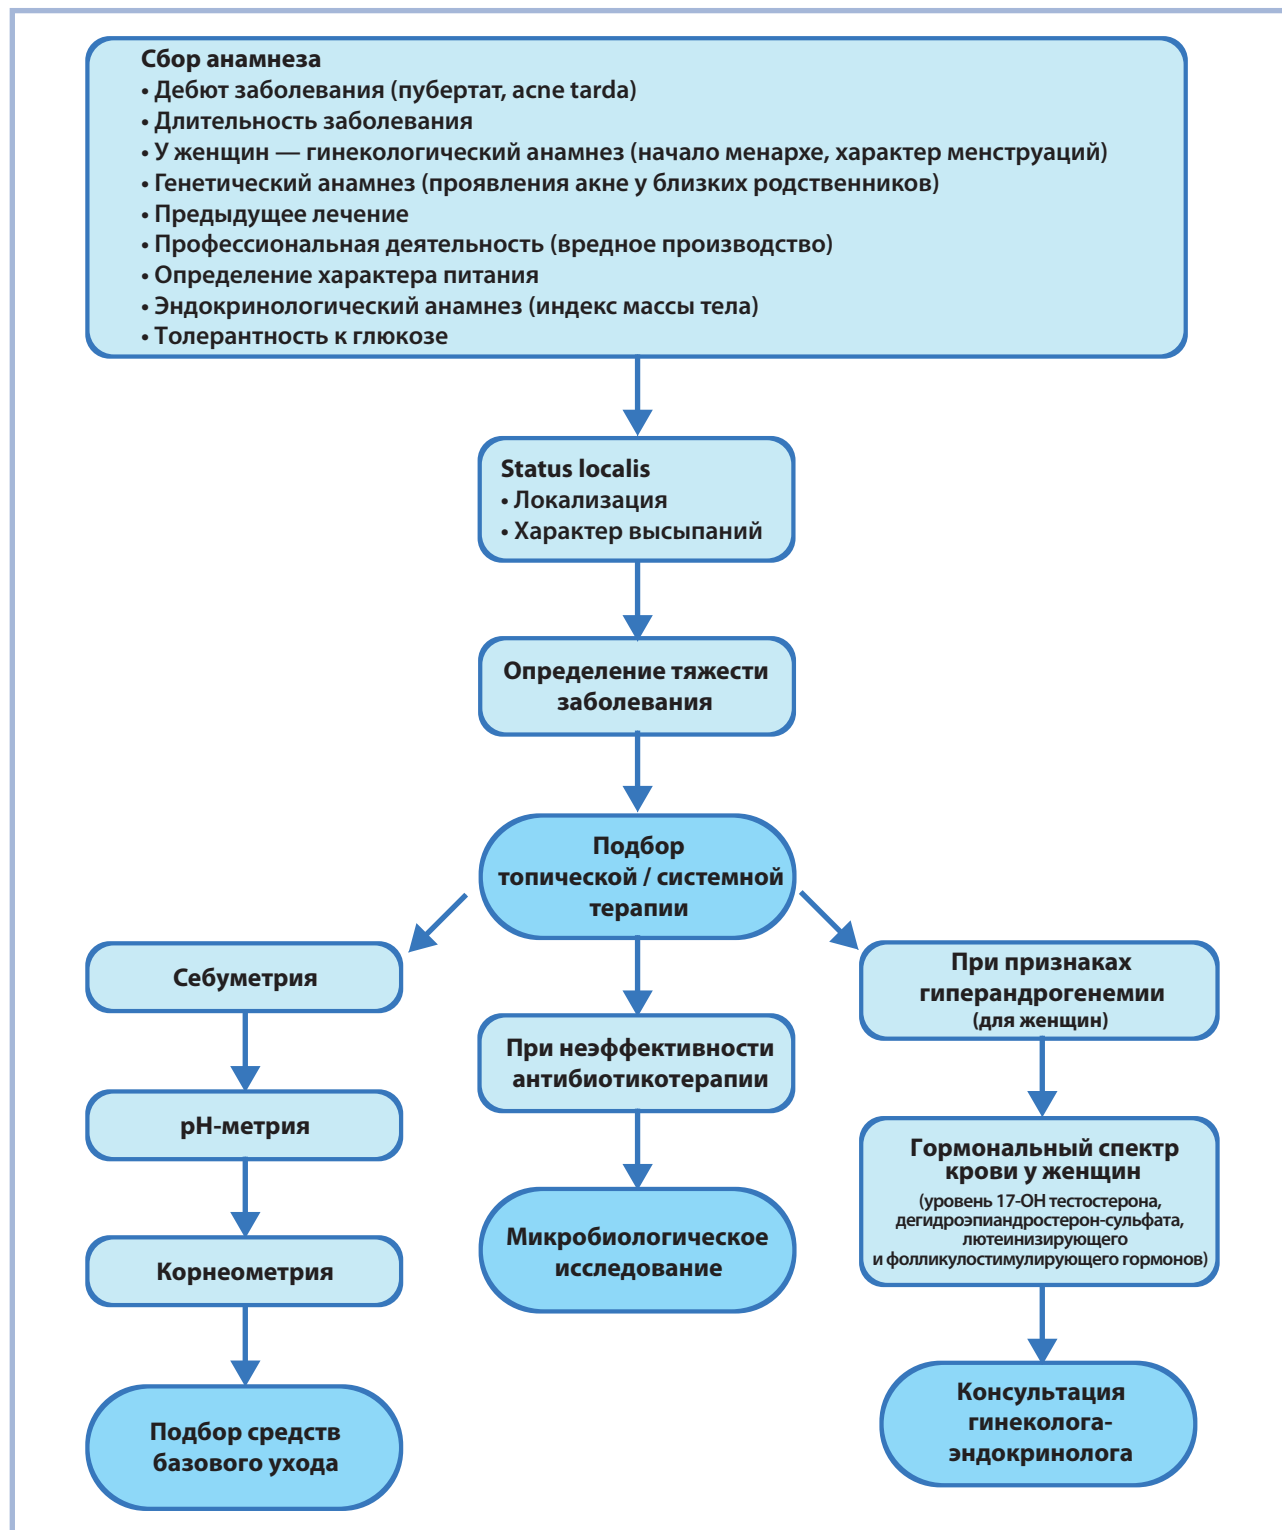 Сбор анамнеза
• Дебют заболевания (пубертат, acne tarda)
• Длительность заболевания
• У женщин — гинекологический анамнез (начало менархе, характер менструаций)
• Генетический анамнез (проявления акне у близких родственников)
• Предыдущее лечение
• Профессиональная деятельность (вредное производство)
• Определение характера питания
• Эндокринологический анамнез (индекс массы тела)
• Толерантность к глюкозе
Status localis
• Локализация
• Характер высыпаний
Определение тяжести
заболевания
Подбор
топической / системной
терапии
Себуметрия
pH-метрия
Корнеометрия
Подбор средств
базового ухода
При неэффективности
антибиотикотерапии
Микробиологическое
исследование
При признаках
гиперандрогенемии
(для женщин)
Гормональный спектр
крови у женщин
(уровень 17-ОН тестостерона,
дегидроэпиандростерон-сульфата,
лютеинизирующего
и фолликулостимулирующего гормонов)
Консультация
гинеколога-
эндокринолога